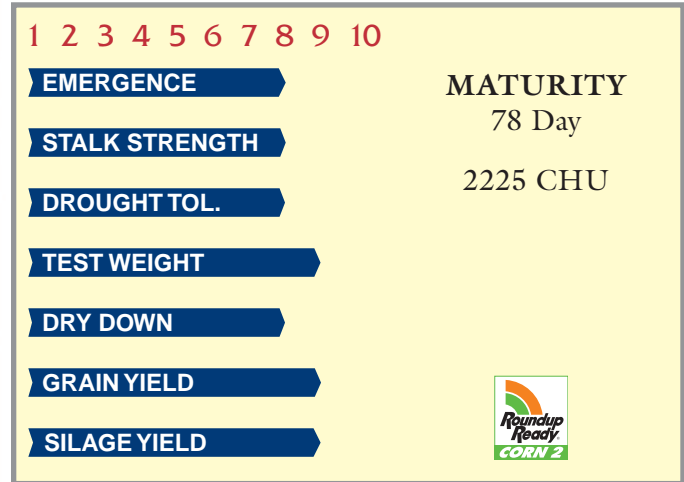 1 2 3 4 5 6 7 8 9 10
EMERGENCE
STALK STRENGTH
DROUGHT TOL.
TEST WEIGHT
DRY DOWN
GRAIN YIELD
SILAGE YIELD
MATURITY
78 Day
2225 CHU
Roundup
Ready
CORN 2